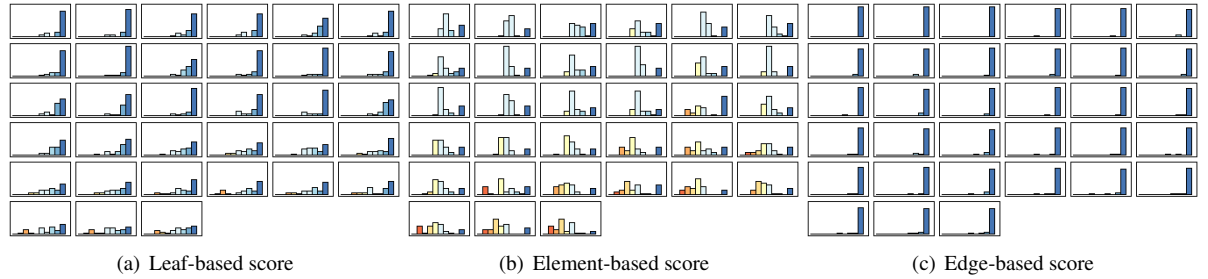 (a) Leaf-based score
(b) Element-based score
(c) Edge-based score